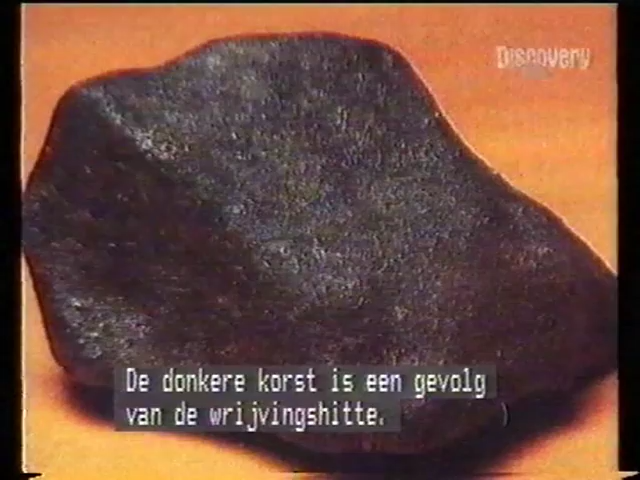 Discovery
De donkere korst is een gevolg
van de wrijvingshitte.